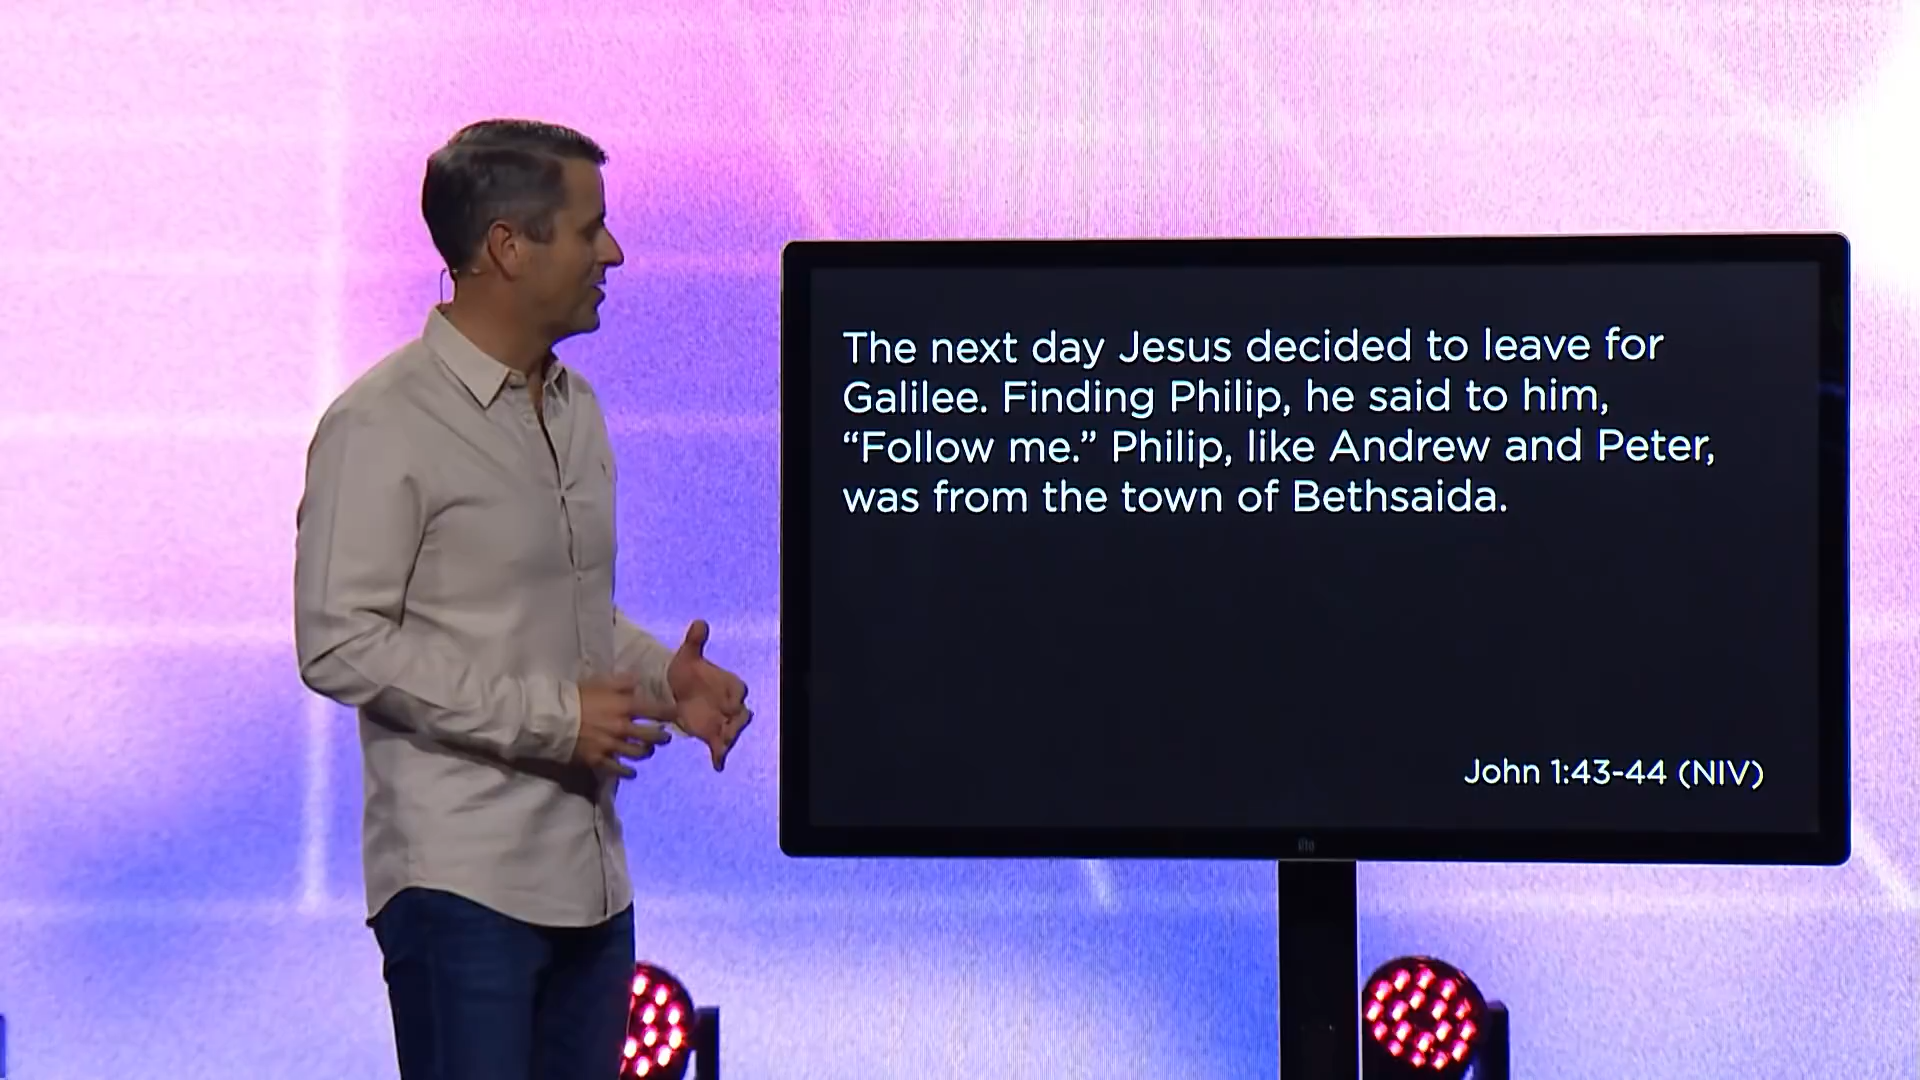 The next day Jesus decided to leave for
Galilee. Finding Philip, he said to him,
“Follow me.” Philip, like Andrew and Peter,
was from the town of Bethsaida.
John 1:43-44 (NIV)
elo